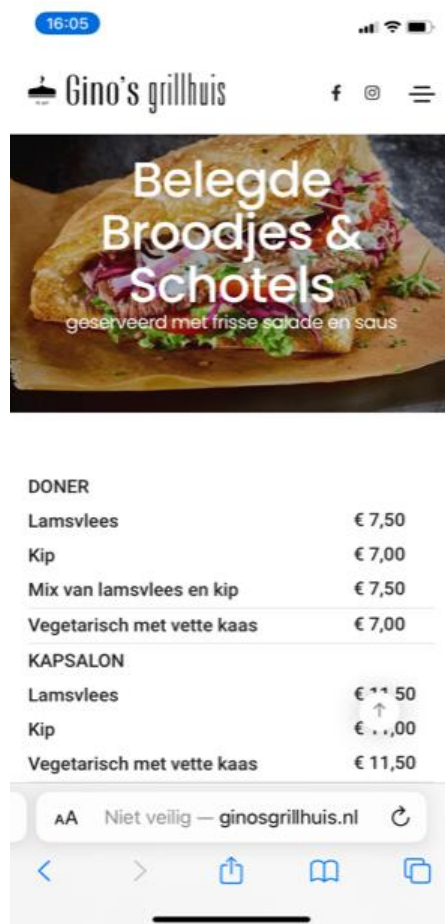 16:05
Gino's grillhuis
Belegde
Broodjes &
Schotels
geserveerd met frisse salade en saus
DONER
Lamsvlees € 7,50
Kip € 7,00
Mix van lamsvlees en kip € 7,50
Vegetarisch met vette kaas € 7,00
KAPSALON
Lamsvlees € 50
Kip € ,00
Vegetarisch met vette kaas € 11,50
AA Niet veilig — ginosgrillhuis.nl